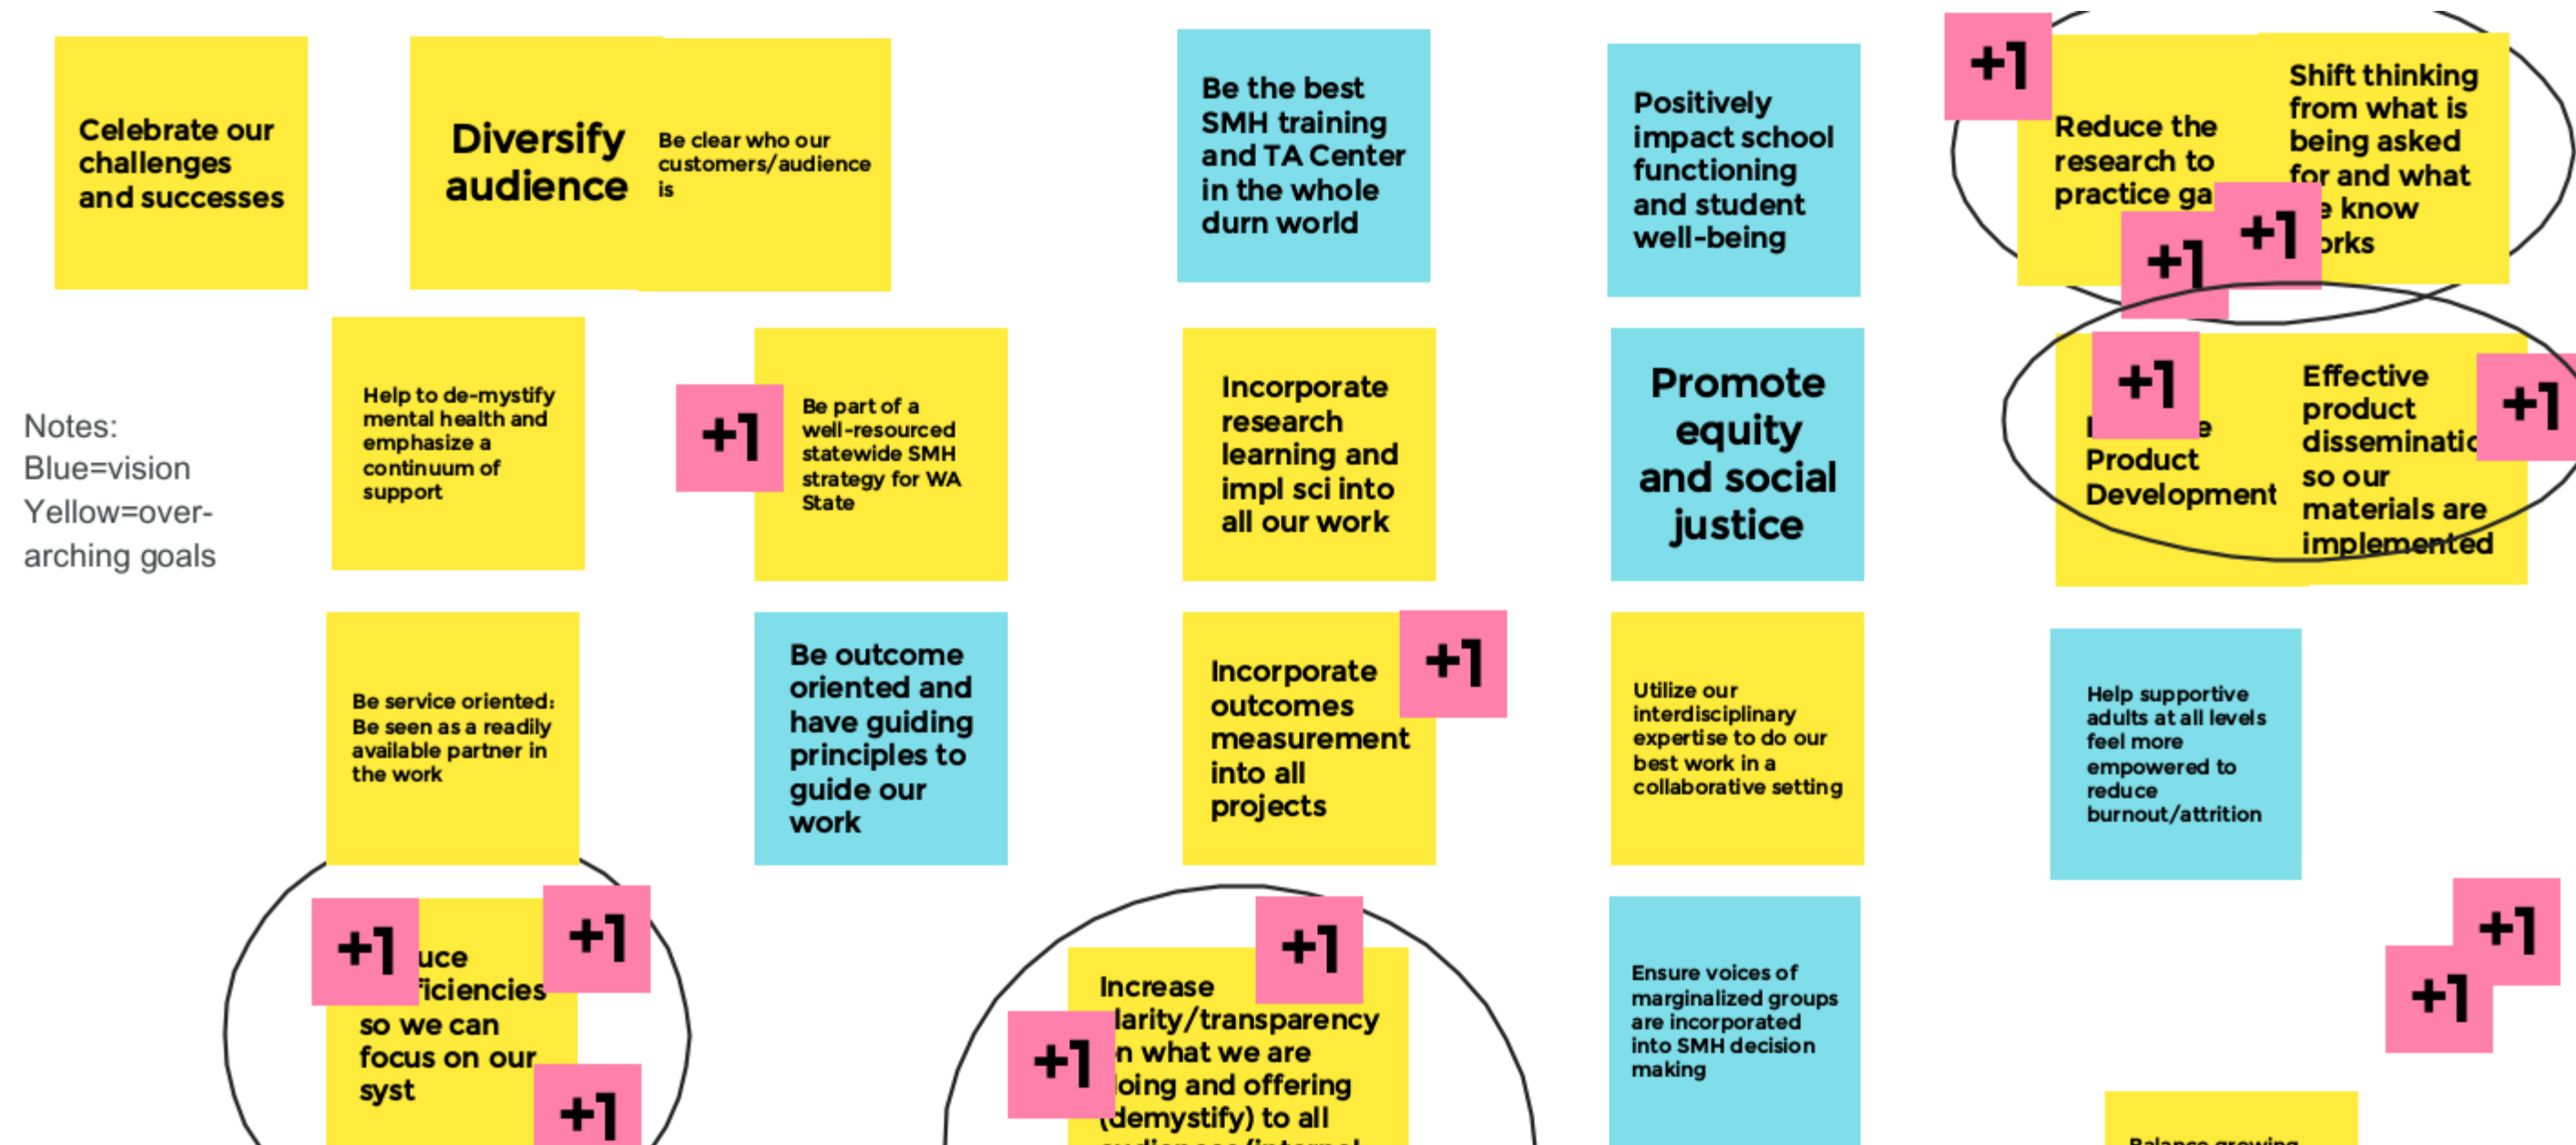 Celebrate our
challenges
and successes
Diversify
audience
Be clear who our
customers/audience
is
Be the best
SMH training
and TA Center
in the whole
durn world
Positively
impact school
functioning
and student
well-being
+1
Reduce the
research to
practice
+1
+1
Shift thinking
from what is
being asked
for and what
know
Notes:
Blue=vision
Yellow=over-
arching goals
Help to de-mystify
mental health and
emphasize a
continuum of
support
+1
Be part of a
well-resourced
statewide SMH
strategy for WA
State
Incorporate
research
learning and
impl sci into
all our work
Promote
equity
and social
justice
+1
Product
Development
Effective
product
so our
materials are
implemented
+1
Be service oriented:
Be seen as a readily
available partner in
the work
Be outcome
oriented and
have guiding
principles to
guide our
work
Incorporate
outcomes
measurement
into all
projects
+1
Utilize our
interdisciplinary
expertise to do our
best work in a
collaborative setting
Help supportive
adults at all levels
feel more
empowered to
reduce
burnout/attrition
+1
+1
so we can
focus on our
syst
+1
+1
+1
Increase
what we are
and offering
(demystify) to all
Ensure voices of
marginalized groups
are incorporated
into SMH decision
making
+1
+1
Balance growing